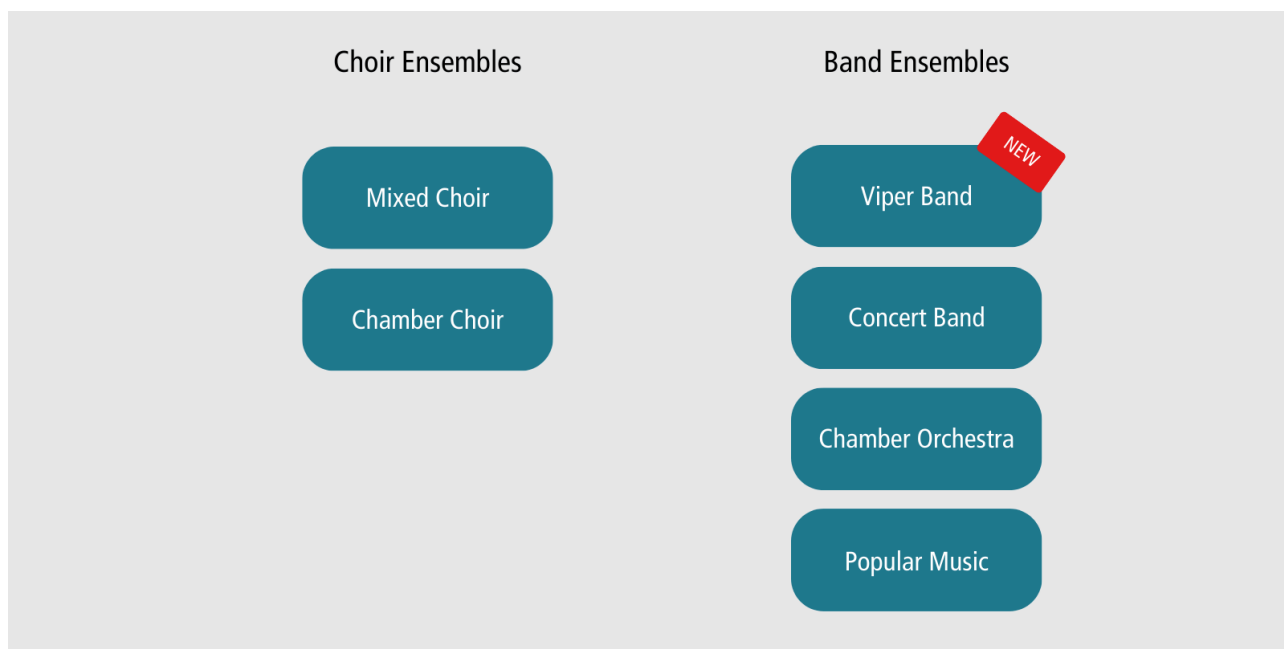 Choir Ensembles
Mixed Choir
Chamber Choir
Band Ensembles
NEW
Viper Band
Concert Band
Chamber Orchestra
Popular Music